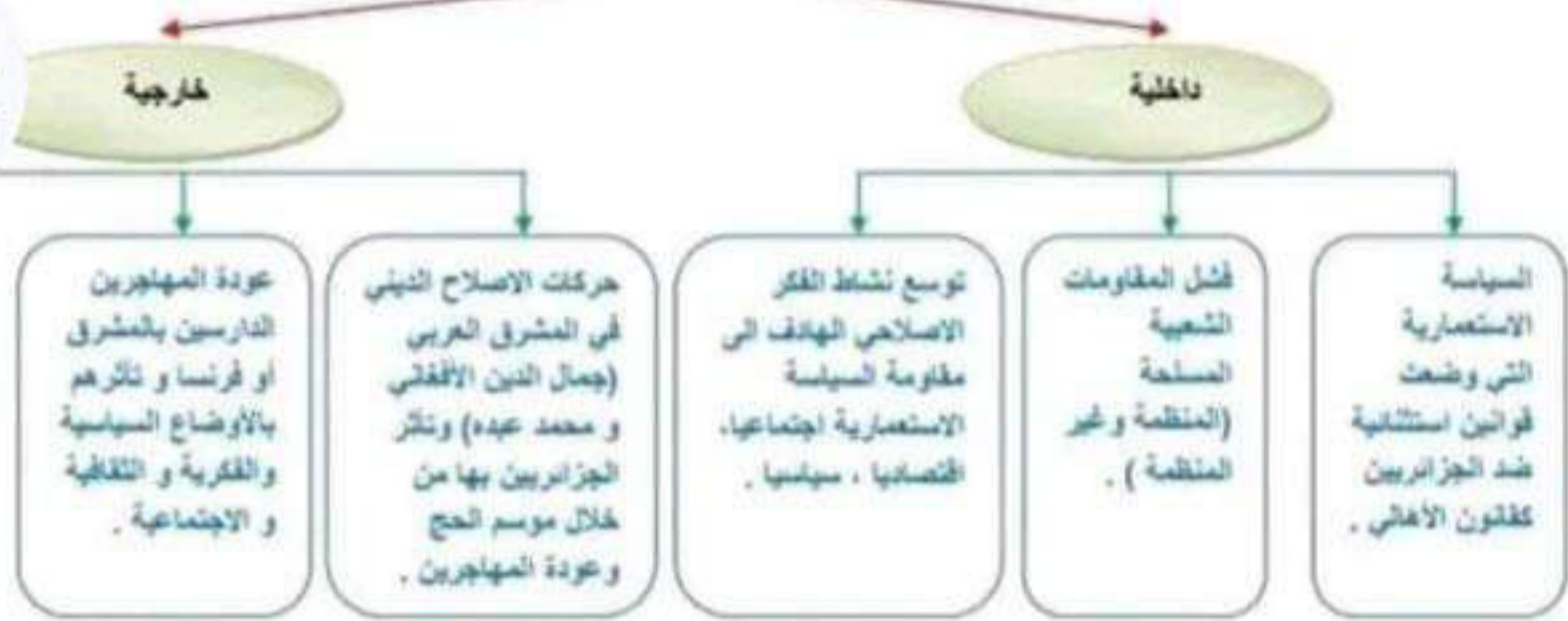 داخلية
السياسة
الاستعمارية
التي وضعت
قوانين استثنائية
ضد الجزائريين
كقانون الأهالي .
فشل المقاومات
الشعبية
المسلحة
(المنظمة وغير
المنظمة ) .
توسع نشاط الفكر
الاصلاحي الهادف الى
مقاومة السياسة
الاستعمارية اجتماعيا،
اقتصاديا ، سياسيا .
خارجية
حركات الاصلاح الديني
في المشرق العربي
(جمال الدين الأفغاني
و محمد عبده) وتأثر
الجزائريين بها من
خلال موسم الحج
وعودة المهاجرين .
عودة المهاجرين
الدارسين بالمشرق
أو فرنسا و تأثرهم
بالأوضاع السياسية
والفكرية و الثقافية
و الاجتماعية .